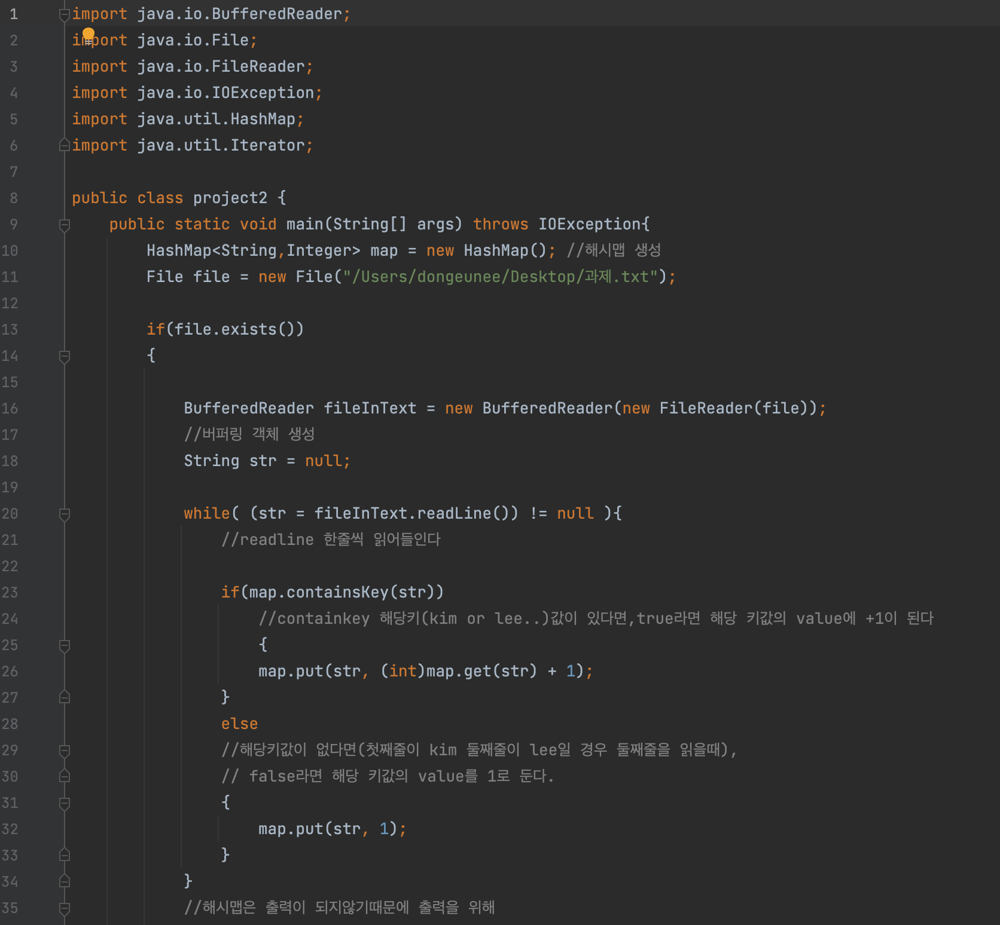 1 import java.io.BufferedReader;
2 import java.io.File;
3 import java.io.FileReader;
4 import java.io.IOException;
5 import java.util.HashMap;
6 import java.util.Iterator;
7
8 public class project2 {
9 public static void main(String[] args) throws IOException{
10 HashMap<String,Integer> map = new HashMap(); //해시맵 생성
11 File file = new File("/Users/dongeunee/Desktop/과제.txt");
12
13 if(file.exists())
14 {
15
16 BufferedReader fileInText = new BufferedReader(new FileReader(file));
17 //버퍼링 객체 생성
18 String str = null;
19
20 while( (str = fileInText.readLine()) != null ){
21 //readline 한줄씩 읽어들인다
22
23 if(map.containsKey(str))
24 //containkey 해당키(kim or lee..)값이 있다면,true라면 해당 키값의 value에 +1이 된다
25 {
26 map.put(str, (int)map.get(str) + 1);
27 }
28 else
29 //해당키값이 없다면(첫째줄이 kim 둘째줄이 lee일 경우 둘째줄을 읽을때),
30 // false라면 해당 키값의 value를 1로 둔다.
31 {
32 map.put(str, 1);
33 }
34 }
35 //해시맵은 출력이 되지않기때문에 출력을 위해